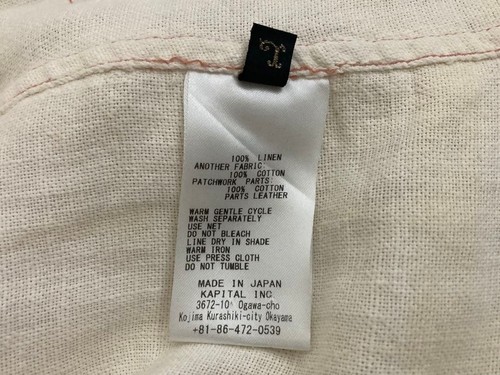 100% LINEN
ANOTHER FABRIC
100% COTTON
PATCHWORK PARTS
100% COTTON
PARTS LEATHER
WARM GENTLE CYCLE
WASH SEPARATELY
USE NET
DO NOT BLEACH
LINE DRY IN SHADE
WARM IRON
USE PRESS CLOTH
DO NOT TUMBLE
MADE IN JAPAN
KAPITAL INC.
Ogawa-cho
Kojima Kurashiki-city Okayama
+81-86-472-0539